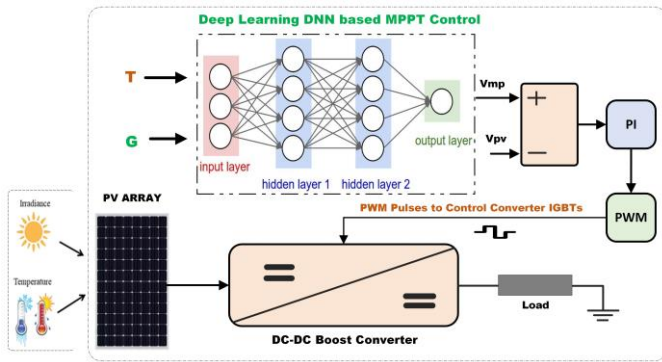 Deep Learning DNN based MPPT Control
T
G
input layer
hidden layer 1
hidden layer 2
output layer
Vmp
Vpv
+
−
PI
PWM
PWM Pulses to Control Converter IGBTs
PV ARRAY
Irradiance
Temperature
DC-DC Boost Converter
Load